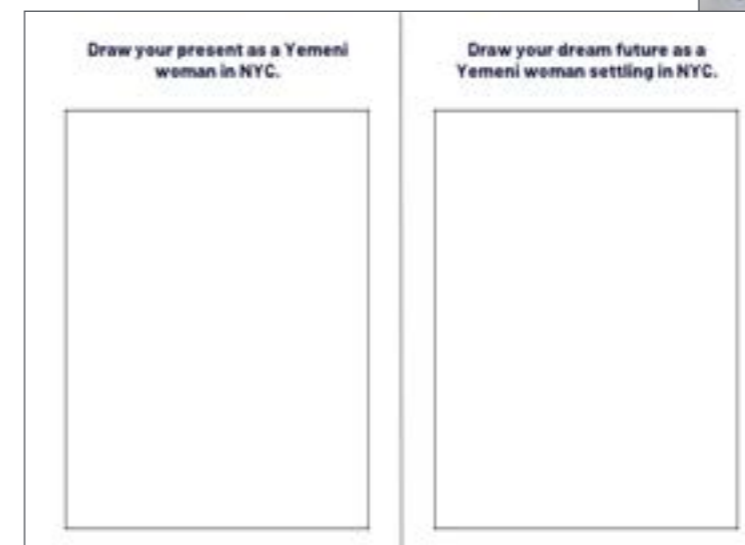 Draw your present as a Yemeni
woman in NYC.
Draw your dream future as a
Yemeni woman settling in NYC.